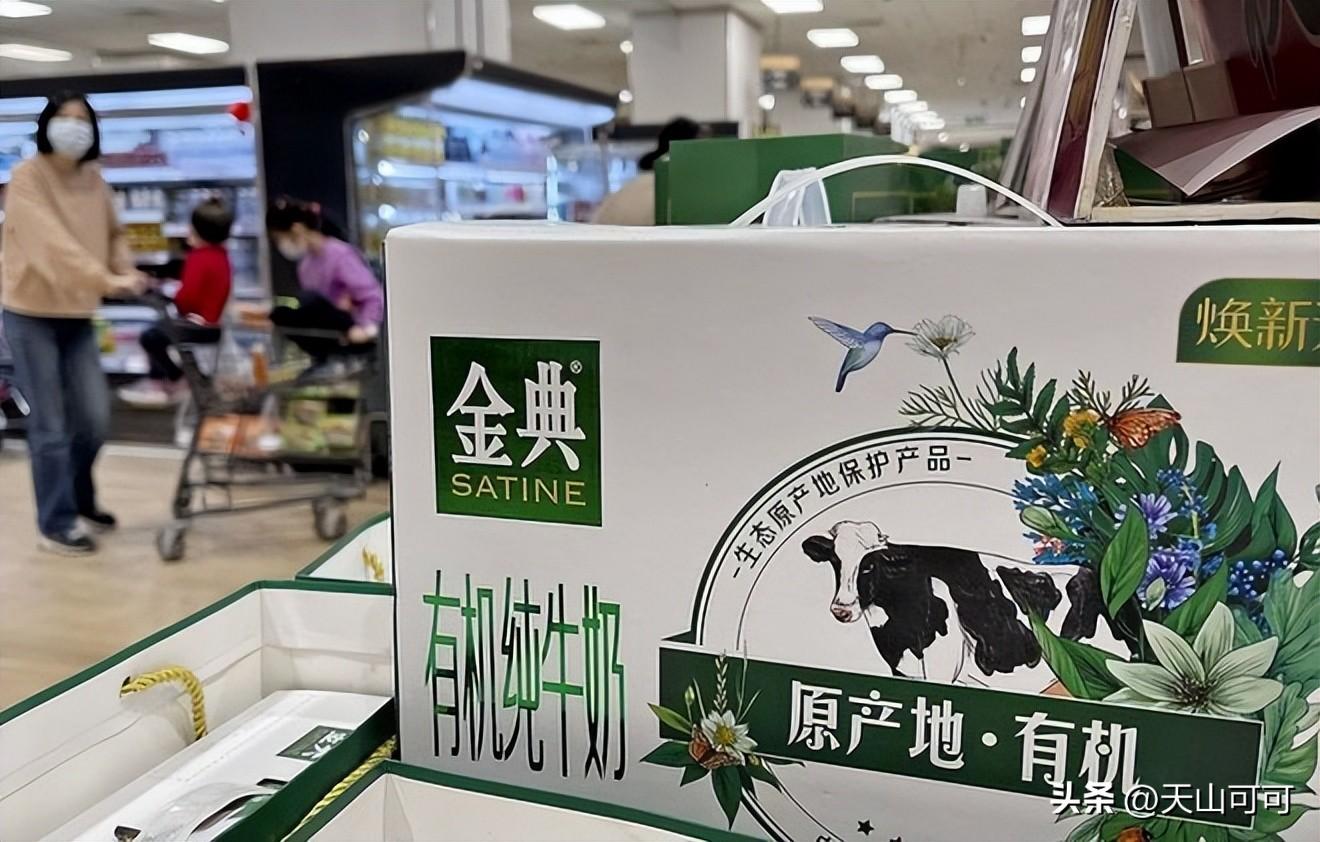 焕新
金典®
SATINE
-生态原产地保护产品-
有机纯牛奶
原产地·有机
头条 @天山可可